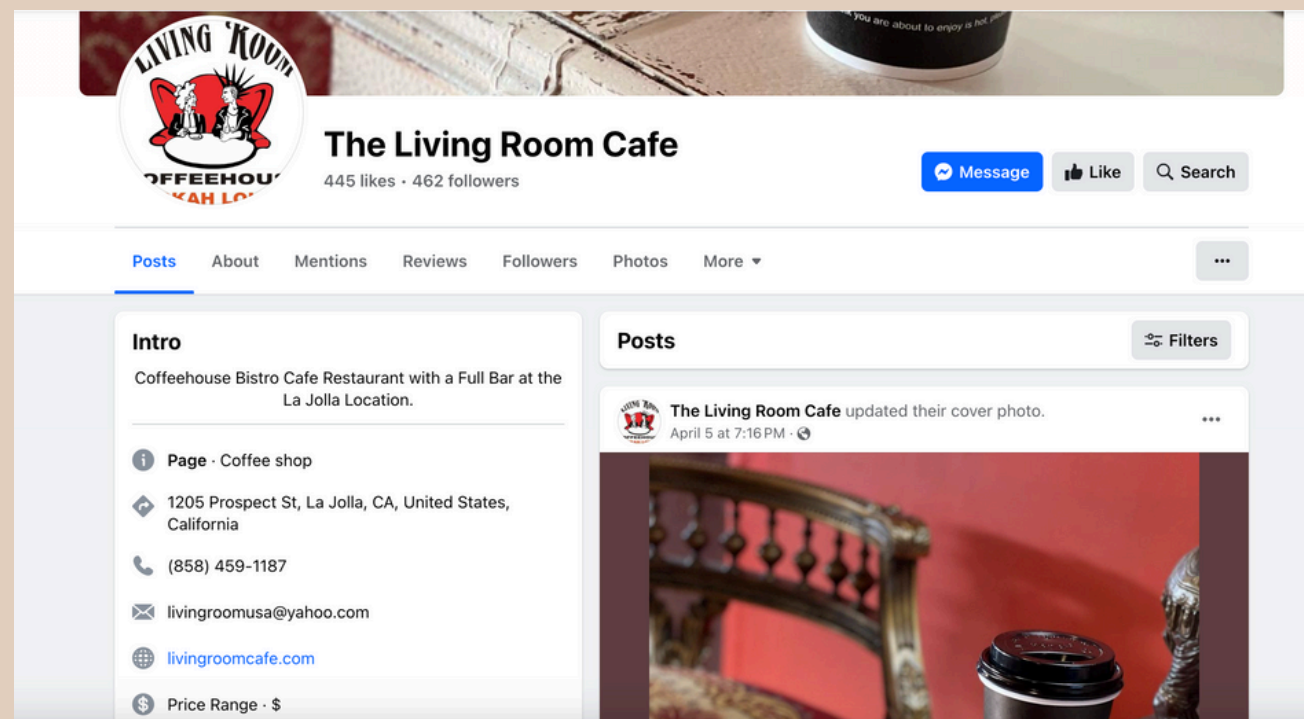 you are about to enjoy is hot,
LIVING ROOM
The Living Room Cafe
445 likes · 462 followers
Message
Like
Search
Posts
About
Mentions
Reviews
Followers
Photos
More
Intro
Coffeehouse Bistro Cafe Restaurant with a Full Bar at the
La Jolla Location.
Page · Coffee shop
1205 Prospect St, La Jolla, CA, United States,
California
(858) 459-1187
livingroomusa@yahoo.com
livingroomcafe.com
Price Range · $
Posts
Filters
The Living Room Cafe updated their cover photo.
April 5 at 7:16 PM ·